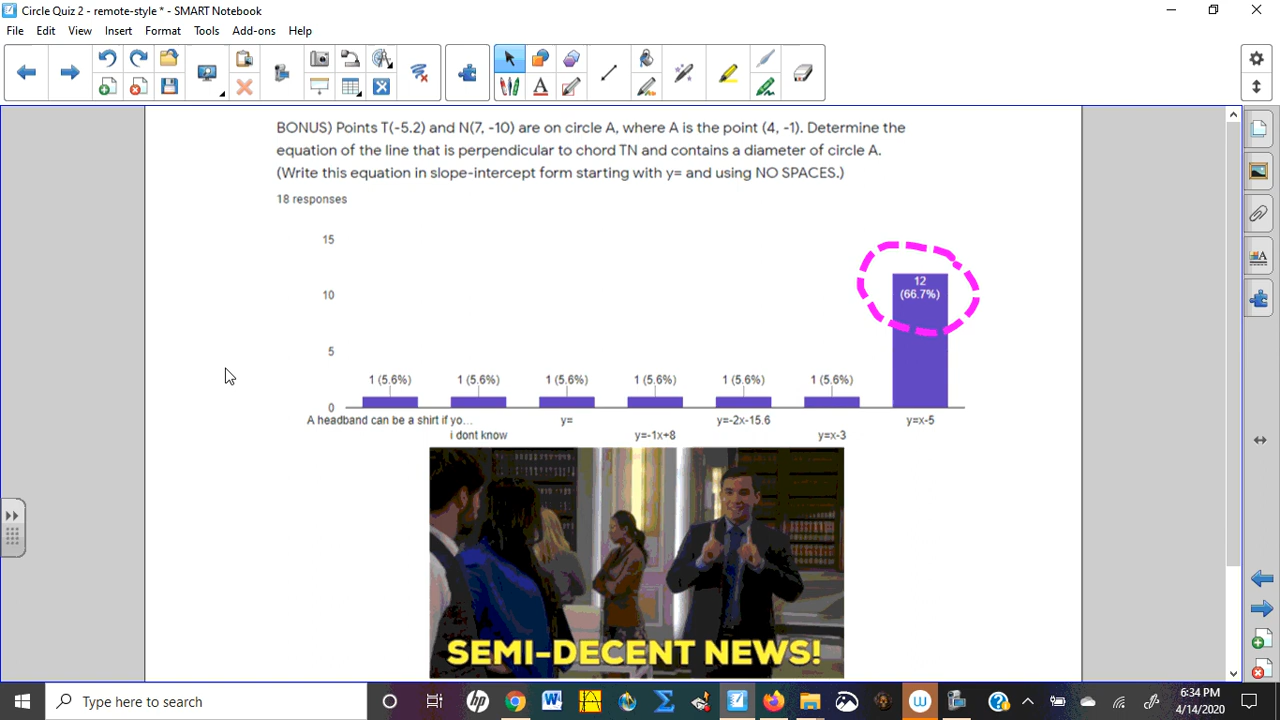 Circle Quiz 2 - remote-style * - SMART Notebook
File Edit View Insert Format Tools Add-ons Help
BONUS) Points T(-5.2) and N(7, -10) are on circle A, where A is the point (4, -1). Determine the
equation of the line that is perpendicular to chord TN and contains a diameter of circle A.
(Write this equation in slope-intercept form starting with y= and using NO SPACES.)
18 responses
15
10
5
0
12
(66.7%)
1 (5.6%) 1 (5.6%) 1 (5.6%) 1 (5.6%) 1 (5.6%) 1 (5.6%)
A headband can be a shirt if yo... y= y=-2x-15.6 y=x-5
i dont know y=-1x+8 y=x-3
SEMI-DECENT NEWS!
Type here to search
6:34 PM
4/14/2020